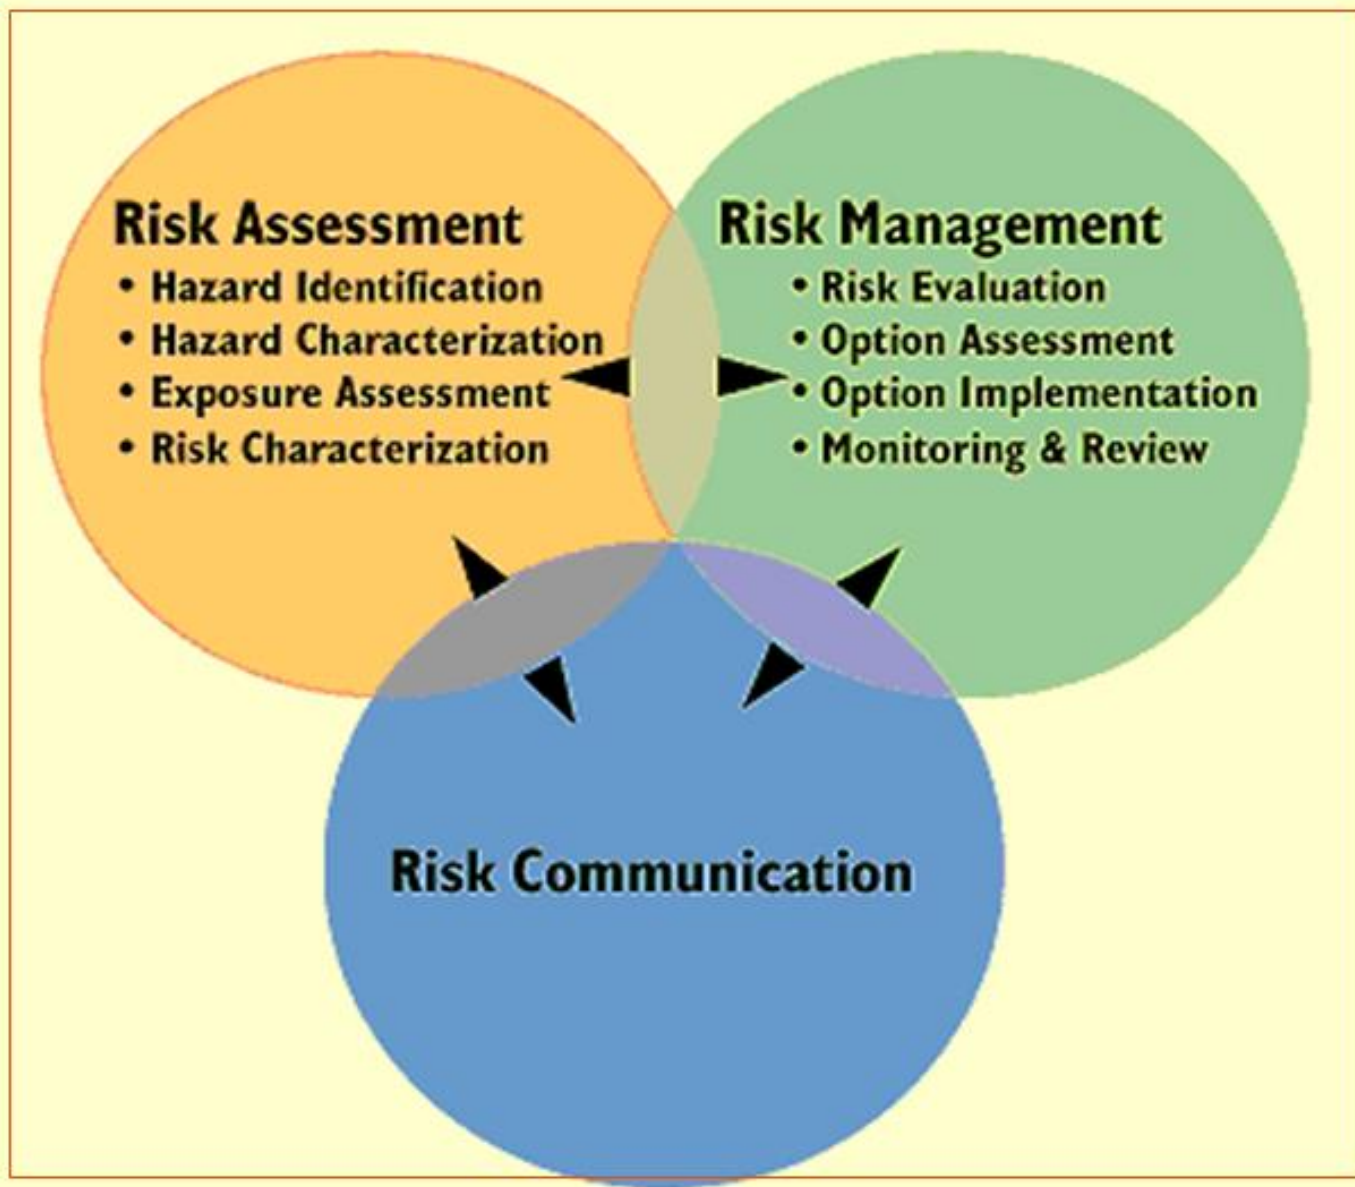 Risk Assessment
• Hazard Identification
• Hazard Characterization
• Exposure Assessment
• Risk Characterization
Risk Management
• Risk Evaluation
• Option Assessment
• Option Implementation
• Monitoring & Review
Risk Communication